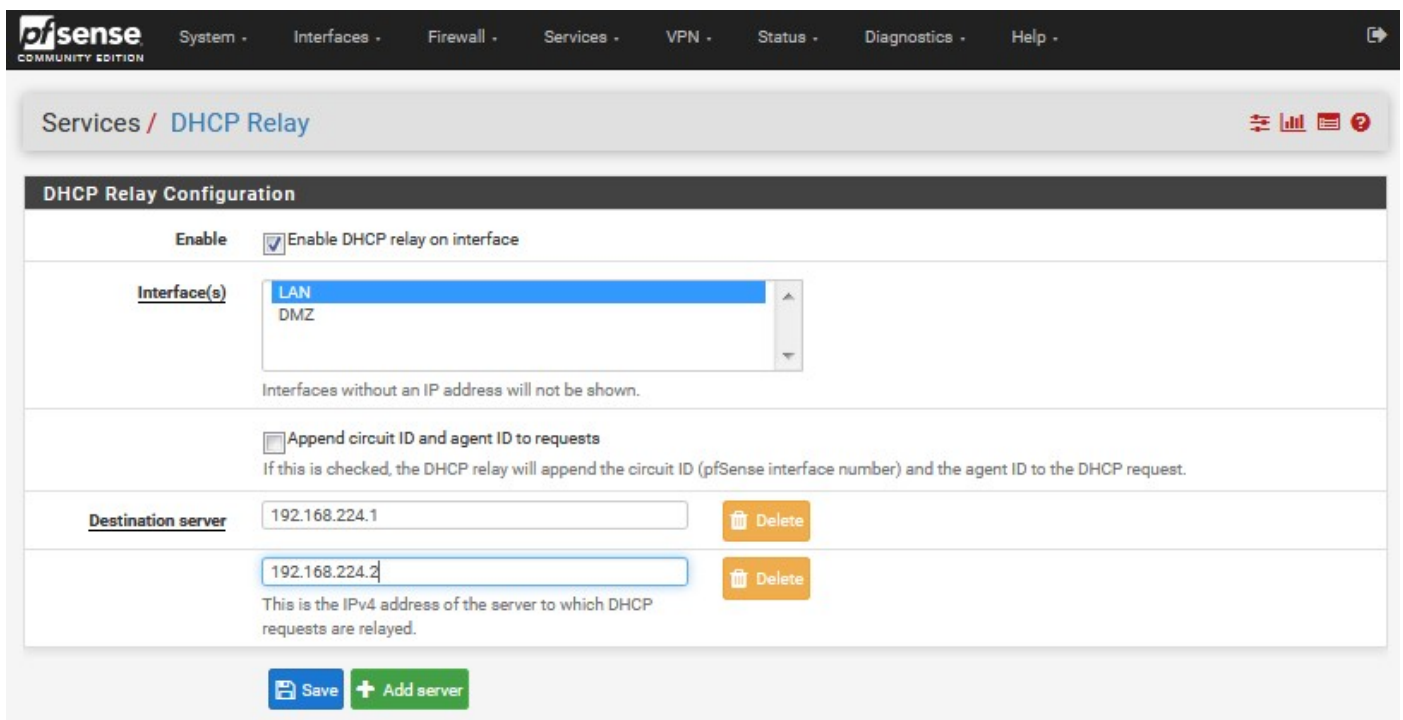 pfsense System Interfaces Firewall Services VPN Status Diagnostics Help
COMMUNITY EDITION
Services / DHCP Relay
DHCP Relay Configuration
Enable Enable DHCP relay on interface
Interface(s) LAN
DMZ
Interfaces without an IP address will not be shown.
Append circuit ID and agent ID to requests
If this is checked, the DHCP relay will append the circuit ID (pfSense interface number) and the agent ID to the DHCP request.
Destination server 192.168.224.1 Delete
192.168.224.2 Delete
This is the IPv4 address of the server to which DHCP
requests are relayed.
Save Add server